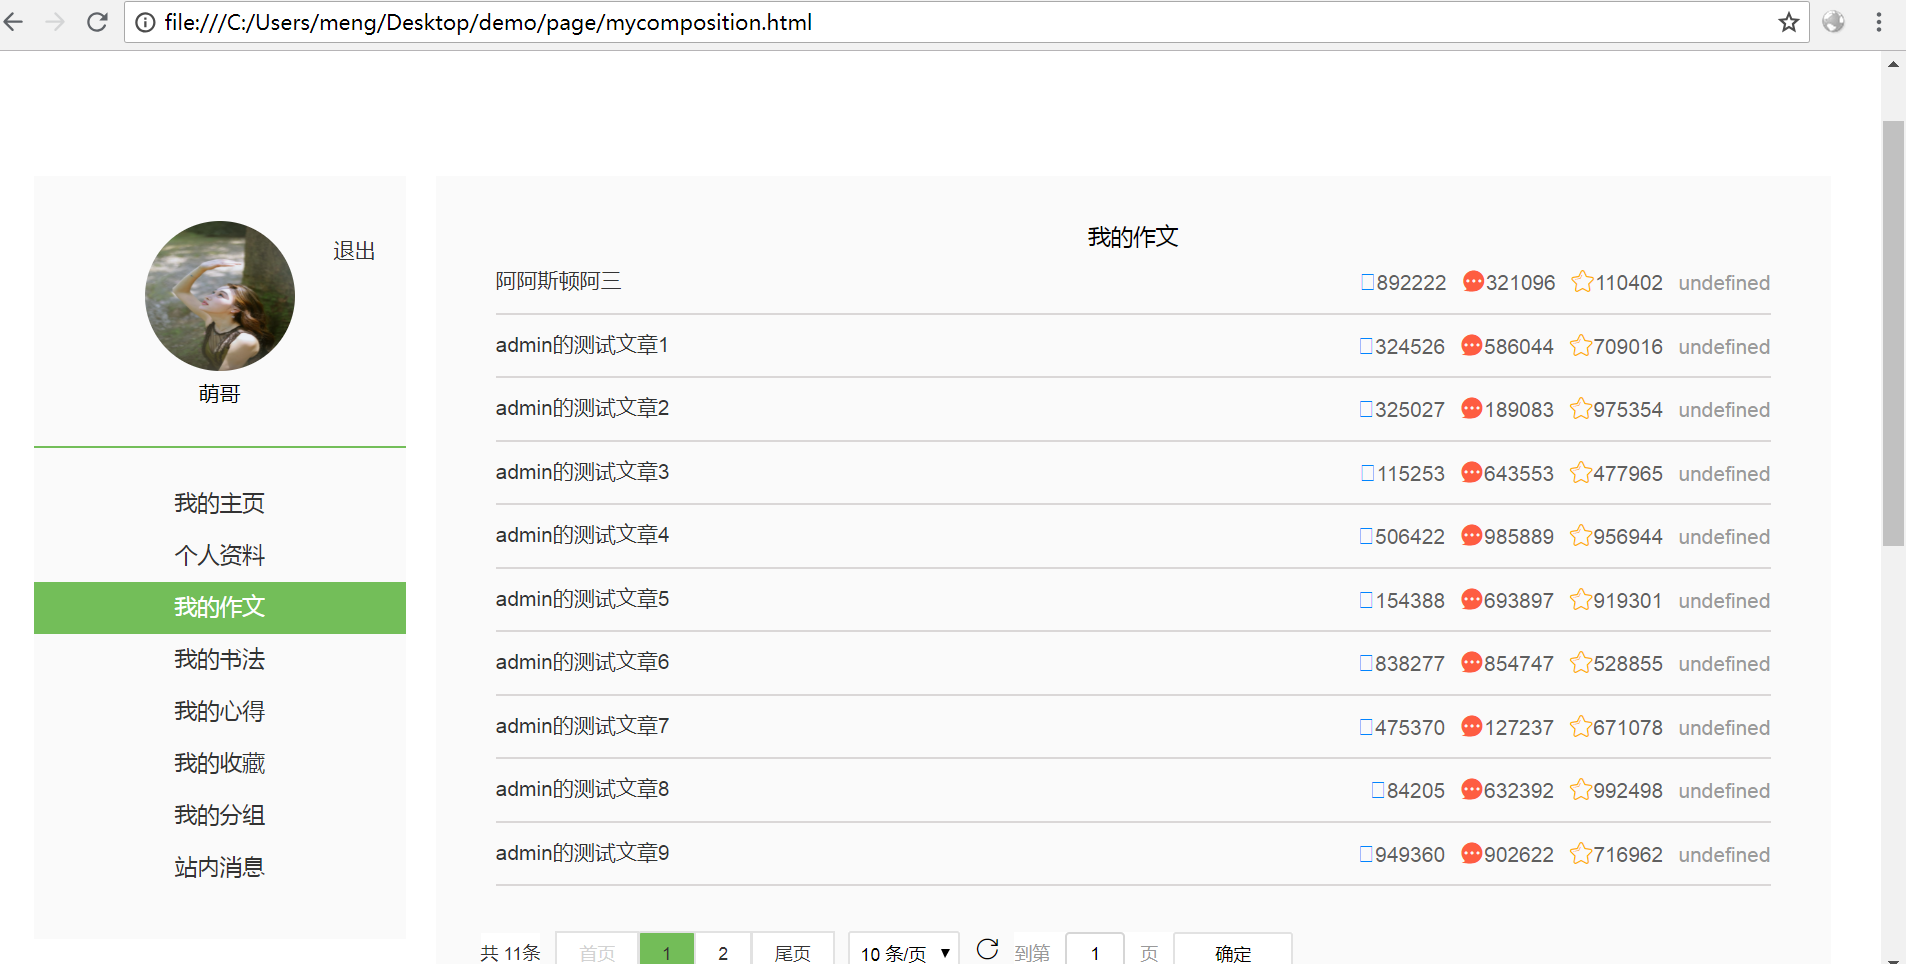 file:///C:/Users/meng/Desktop/demo/page/mycomposition.html
退出
萌哥
我的主页
个人资料
我的作文
我的书法
我的心得
我的收藏
我的分组
站内消息
我的作文
阿阿斯顿阿三 892222 321096 110402 undefined
admin的测试文章1 324526 586044 709016 undefined
admin的测试文章2 325027 189083 975354 undefined
admin的测试文章3 115253 643553 477965 undefined
admin的测试文章4 506422 985889 956944 undefined
admin的测试文章5 154388 693897 919301 undefined
admin的测试文章6 838277 854747 528855 undefined
admin的测试文章7 475370 127237 671078 undefined
admin的测试文章8 84205 632392 992498 undefined
admin的测试文章9 949360 902622 716962 undefined
共 11条 首页 1 2 尾页 10 条/页 到第 1 页 确定